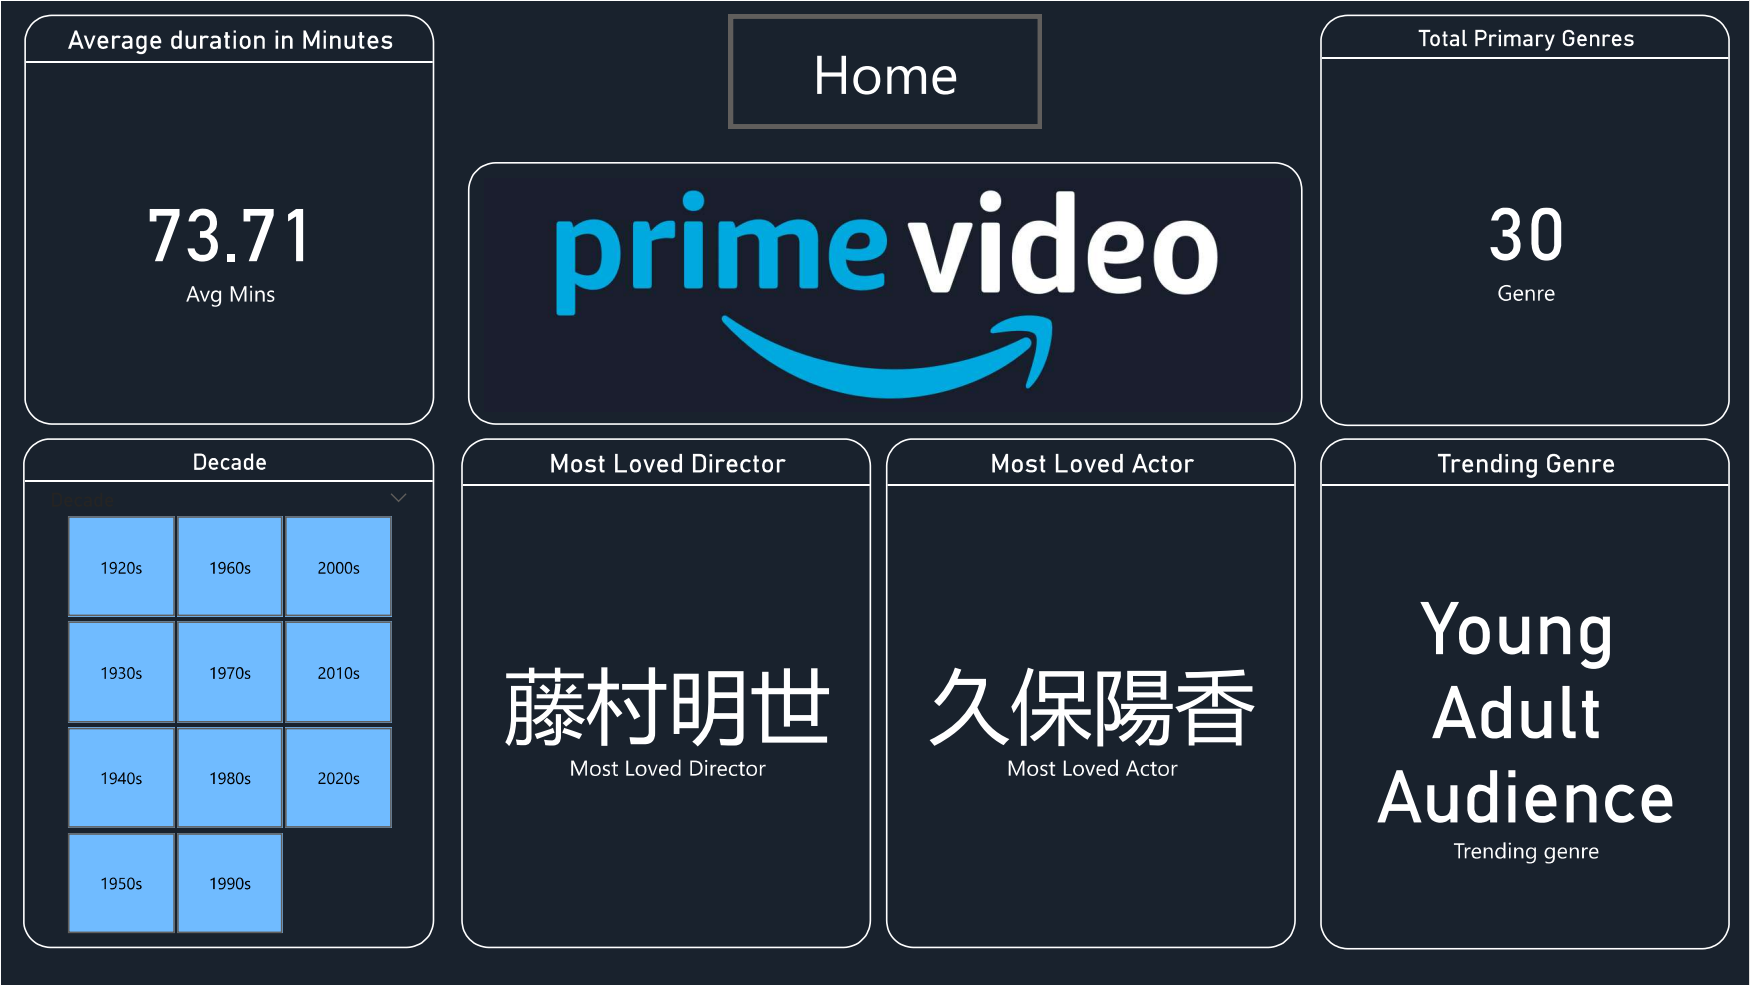 Average duration in Minutes
73.71
Avg Mins
Home
prime video
Total Primary Genres
30
Genre
Decade
1920s
1960s
2000s
1930s
1970s
2010s
1940s
1980s
2020s
1950s
1990s
Most Loved Director
藤村明世
Most Loved Director
Most Loved Actor
久保陽香
Most Loved Actor
Trending Genre
Young
Adult
Audience
Trending genre